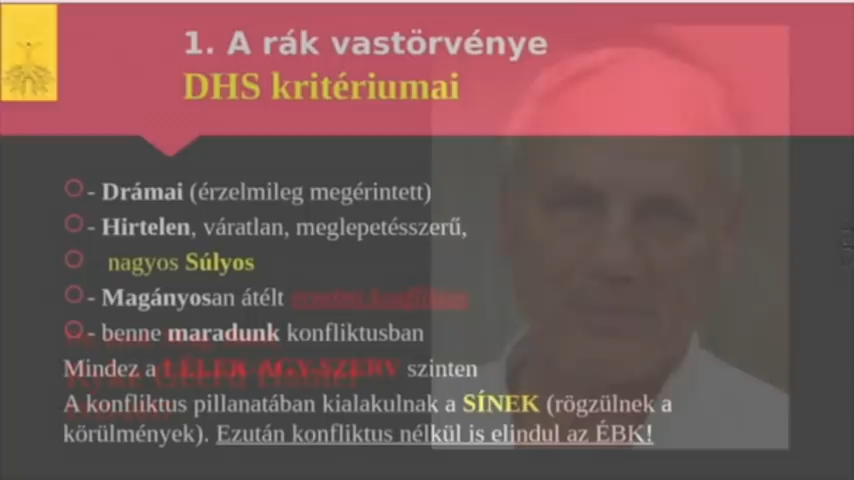 1. A rák vastörvénye
DHS kritériumai
- Drámai (érzelmileg megérintett)
- Hirtelen, váratlan, meglepetésszerű,
nagyos Súlyos
- Magányosan átélt
- benne maradunk konfliktusban
Mindez a LÉLEK-AGY-SZERV szinten
A konfliktus pillanatában kialakulnak a SÍNEK (rögzülnek a
körülmények). Ezután konfliktus nélkül is elindul az ÉBK!